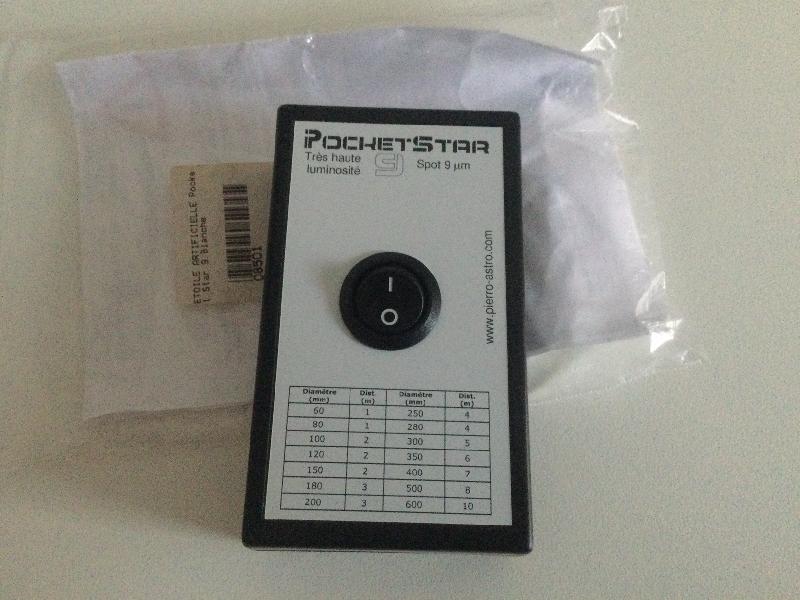 POCKETSTAR
Très haute
luminosité
9
Spot 9 µm
www.pierro-astro.com
I
O
Diamètre (mm) Dist. (m) Diamètre (mm) Dist. (m)
60 1 250 4
80 1 280 4
100 2 300 5
120 2 350 6
150 2 400 7
180 3 500 8
200 3 600 10
ETOILE ARTIFICIELLE Pocke
t Star 9 Blanche
08501